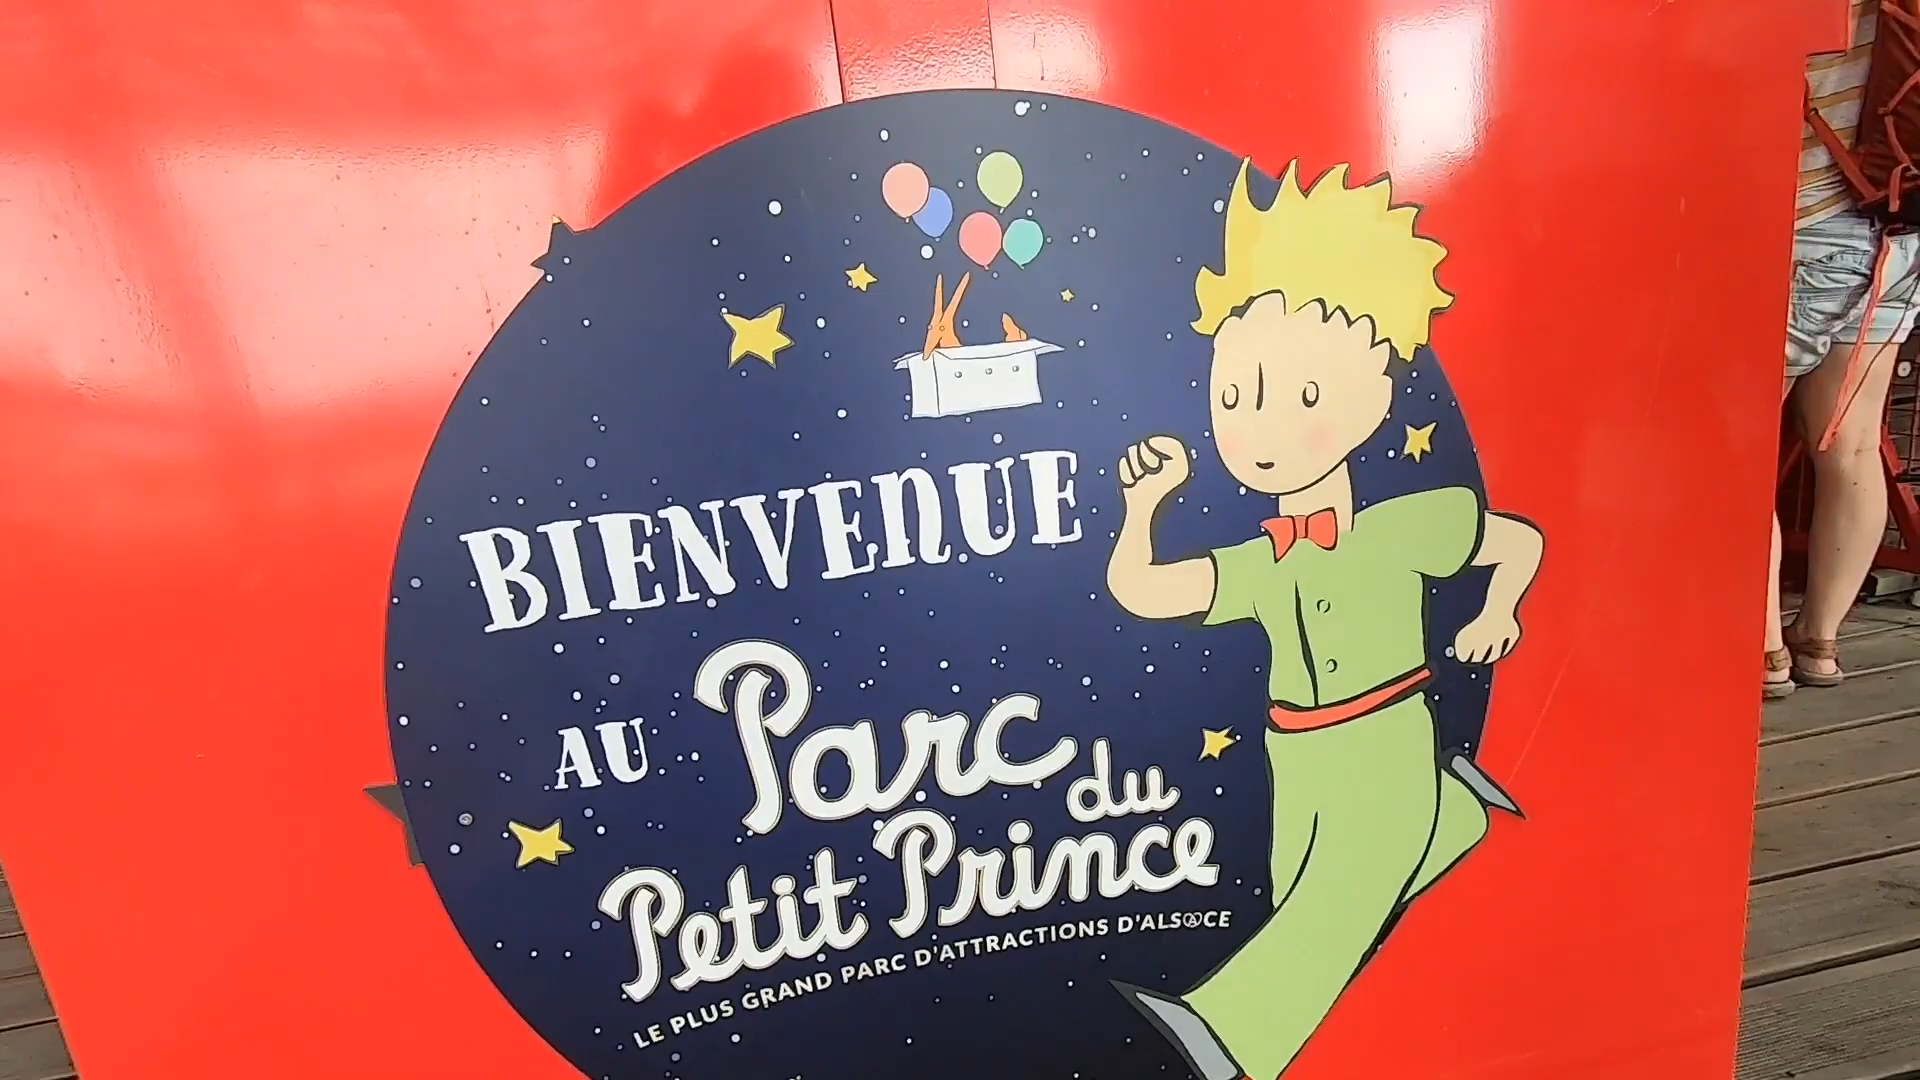 BIENVENUE
AU Parc
du
Petit Prince
LE PLUS GRAND PARC D'ATTRACTIONS D'ALSACE